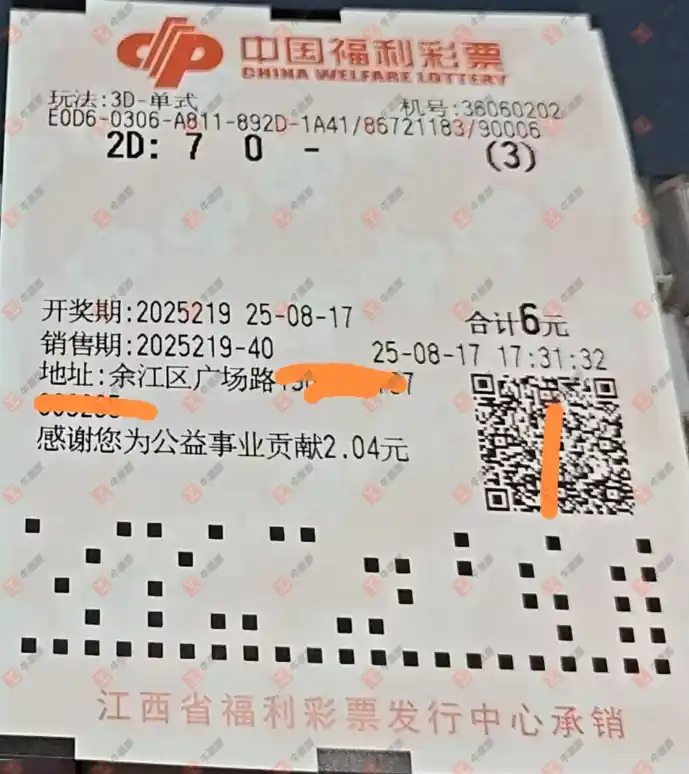 中国福利彩票
CHINA WELFARE LOTTERY
玩法:3D-单式 机号:36060202
E0D6-0306-A811-892D-1A41/86721183/90006
2D: 7 0 - (3)
开奖期:2025219 25-08-17 合计6元
销售期:2025219-40 25-08-17 17:31:32
地址:余江区广场路
感谢您为公益事业贡献2.04元
江西省福利彩票发行中心承销